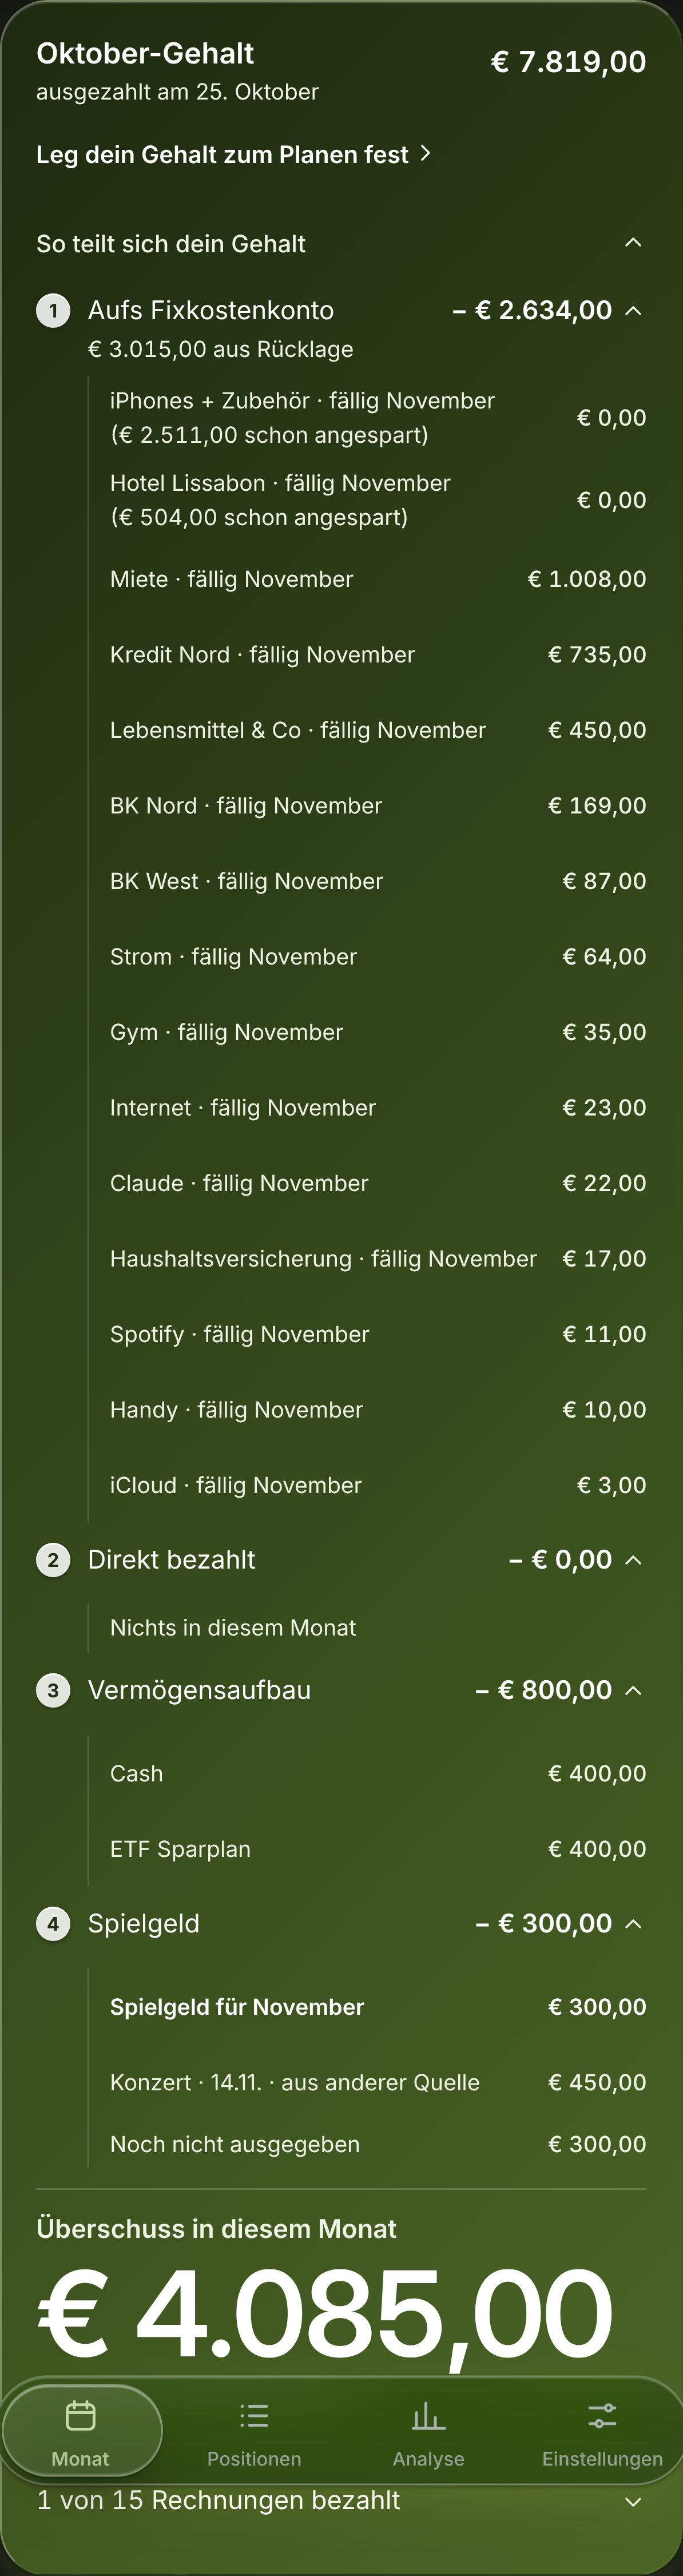 Oktober-Gehalt
€ 7.819,00
ausgezahlt am 25. Oktober
Leg dein Gehalt zum Planen fest
So teilt sich dein Gehalt
1 Aufs Fixkostenkonto – € 2.634,00
€ 3.015,00 aus Rücklage
iPhones + Zubehör · fällig November
(€ 2.511,00 schon angespart)
€ 0,00
Hotel Lissabon · fällig November
(€ 504,00 schon angespart)
€ 0,00
Miete · fällig November € 1.008,00
Kredit Nord · fällig November € 735,00
Lebensmittel & Co · fällig November € 450,00
BK Nord · fällig November € 169,00
BK West · fällig November € 87,00
Strom · fällig November € 64,00
Gym · fällig November € 35,00
Internet · fällig November € 23,00
Claude · fällig November € 22,00
Haushaltsversicherung · fällig November € 17,00
Spotify · fällig November € 11,00
Handy · fällig November € 10,00
iCloud · fällig November € 3,00
2 Direkt bezahlt – € 0,00
Nichts in diesem Monat
3 Vermögensaufbau – € 800,00
Cash € 400,00
ETF Sparplan € 400,00
4 Spielgeld – € 300,00
Spielgeld für November € 300,00
Konzert · 14.11. · aus anderer Quelle € 450,00
Noch nicht ausgegeben € 300,00
Überschuss in diesem Monat
€ 4.085,00
Monat Positionen Analyse Einstellungen
1 von 15 Rechnungen bezahlt